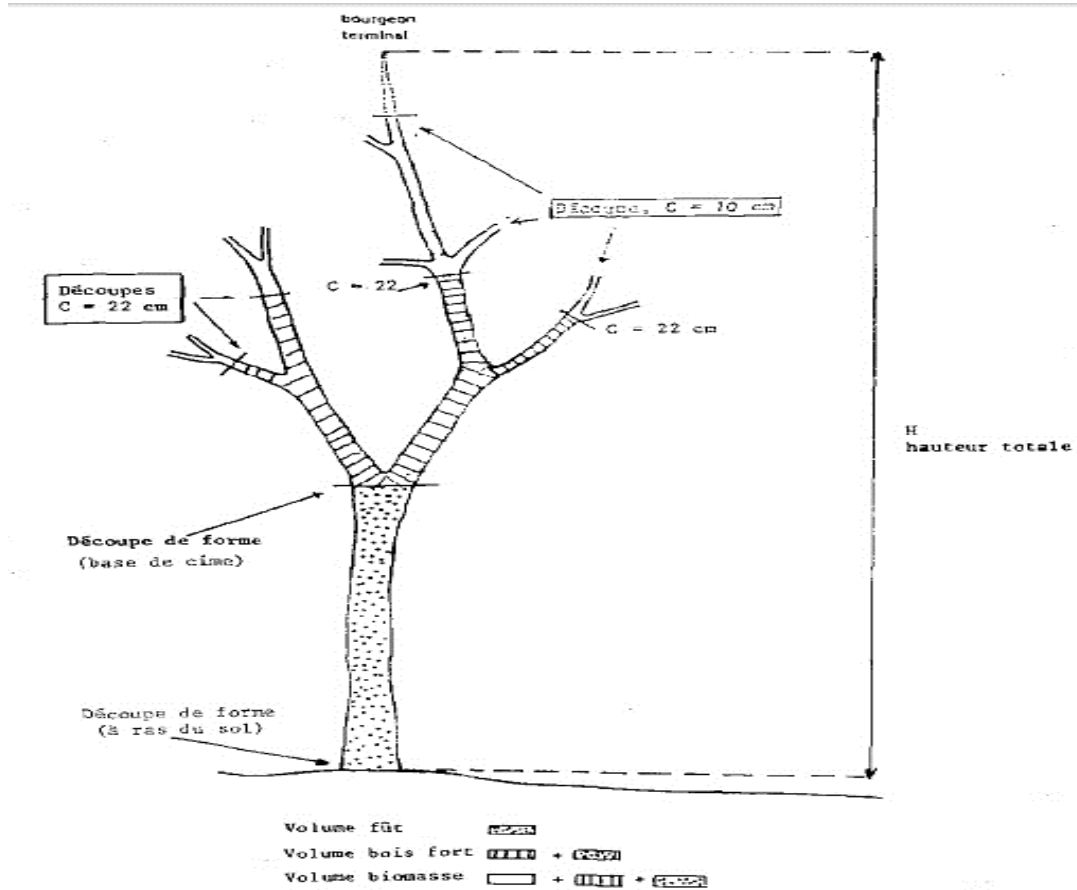 bourgeon
terminal
Découpe, C = 10 cm
Découpes
C = 22 cm
C = 22
C = 22 cm
H
hauteur totale
Découpe de forme
(base de cime)
Découpe de forme
(à ras du sol)
Volume fût
Volume bois fort +
Volume biomasse + +